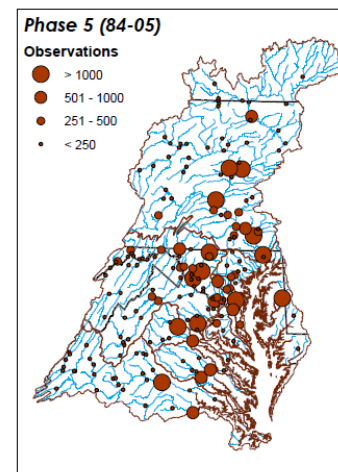 Phase 5 (84-05)
Observations
> 1000
501 - 1000
251 - 500
< 250